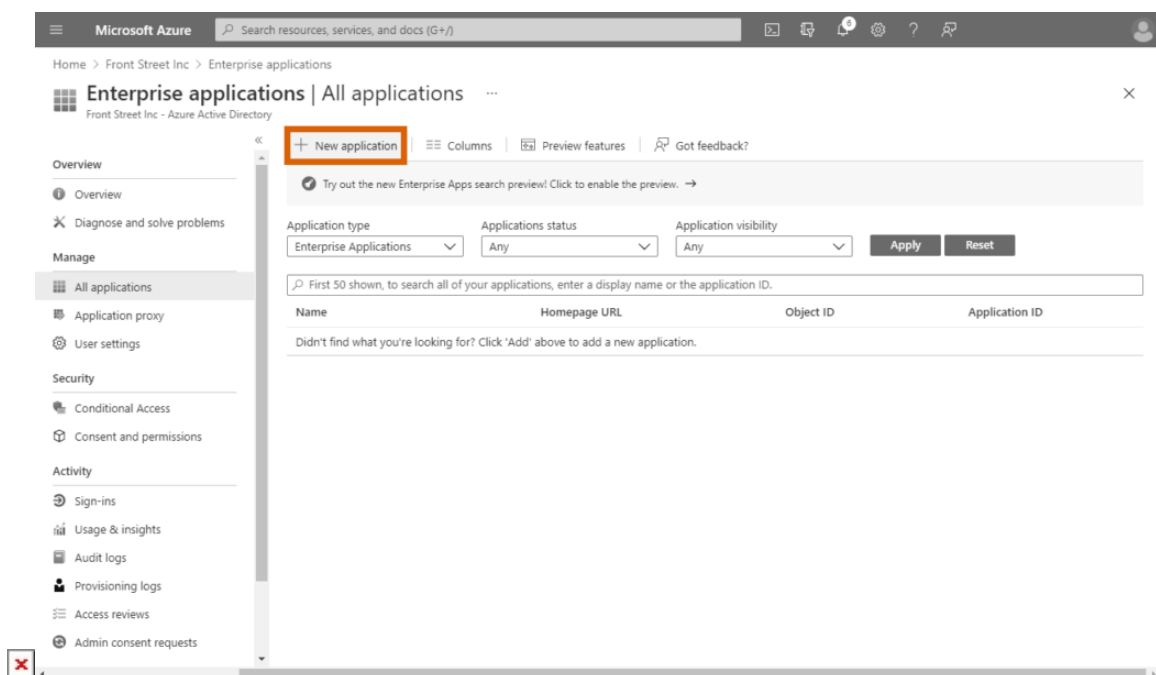 Microsoft Azure
Search resources, services, and docs (G+/)
6
Home > Front Street Inc > Enterprise applications
Enterprise applications | All applications ...
Front Street Inc - Azure Active Directory
+ New application
Columns
Preview features
Got feedback?
Try out the new Enterprise Apps search preview! Click to enable the preview. →
Overview
Overview
Diagnose and solve problems
Manage
All applications
Application proxy
User settings
Security
Conditional Access
Consent and permissions
Activity
Sign-ins
Usage & insights
Audit logs
Provisioning logs
Access reviews
Admin consent requests
Application type
Applications status
Application visibility
Enterprise Applications
Any
Any
Apply
Reset
First 50 shown, to search all of your applications, enter a display name or the application ID.
Name Homepage URL Object ID Application ID
Didn't find what you're looking for? Click 'Add' above to add a new application.